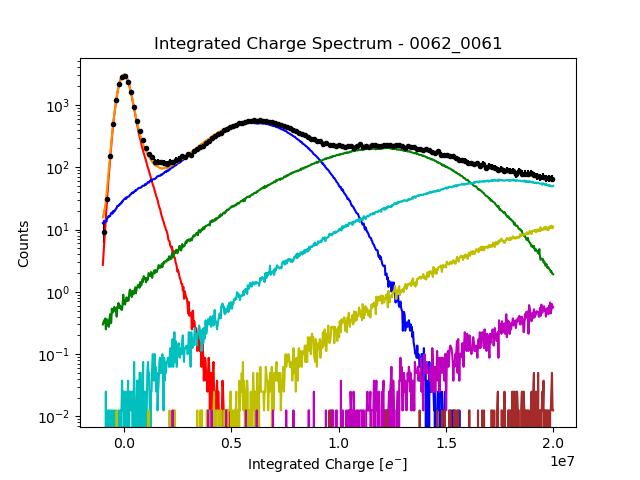 Integrated Charge Spectrum - 0062_0061
Counts
10³
10²
10¹
10⁰
10⁻¹
10⁻²
0.0 0.5 1.0 1.5 2.0
1e7
Integrated Charge [e⁻]